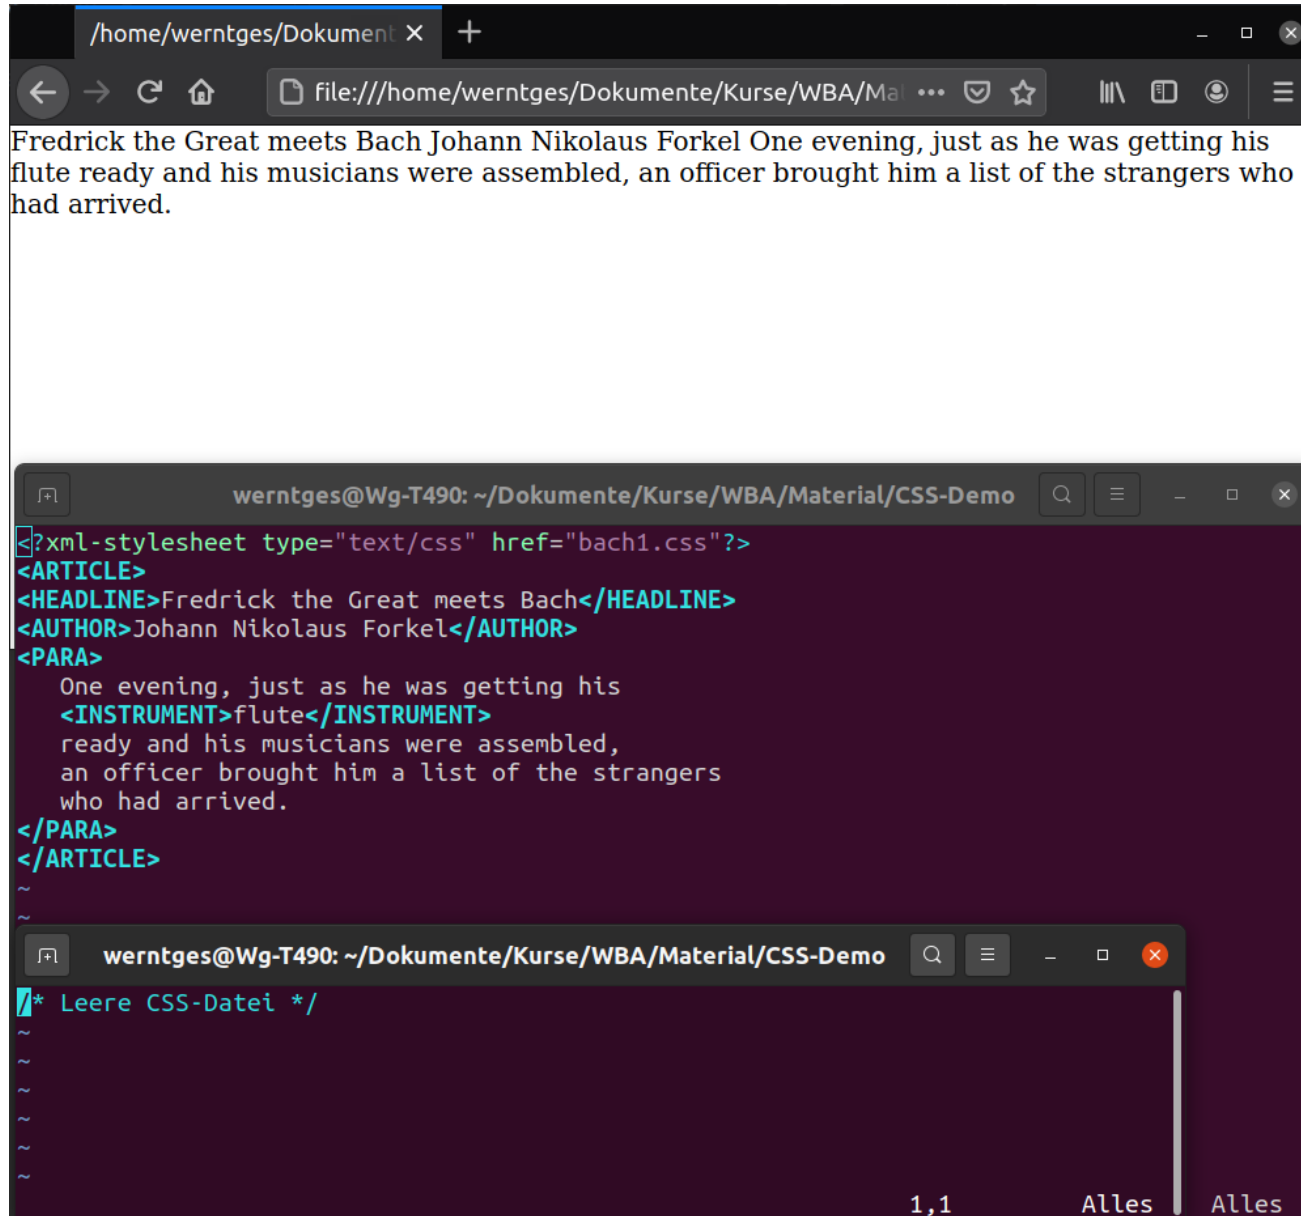 /home/werntges/Dokument
file:///home/werntges/Dokumente/Kurse/WBA/Ma
Fredrick the Great meets Bach Johann Nikolaus Forkel One evening, just as he was getting his
flute ready and his musicians were assembled, an officer brought him a list of the strangers who
had arrived.
werntges@Wg-T490: ~/Dokumente/Kurse/WBA/Material/CSS-Demo
<?xml-stylesheet type="text/css" href="bach1.css"?>
<ARTICLE>
<HEADLINE>Fredrick the Great meets Bach</HEADLINE>
<AUTHOR>Johann Nikolaus Forkel</AUTHOR>
<PARA>
   One evening, just as he was getting his
   <INSTRUMENT>flute</INSTRUMENT>
   ready and his musicians were assembled,
   an officer brought him a list of the strangers
   who had arrived.
</PARA>
</ARTICLE>
~
~
werntges@Wg-T490: ~/Dokumente/Kurse/WBA/Material/CSS-Demo
/* Leere CSS-Datei */
~
~
~
~
~
~
1,1 Alles Alles